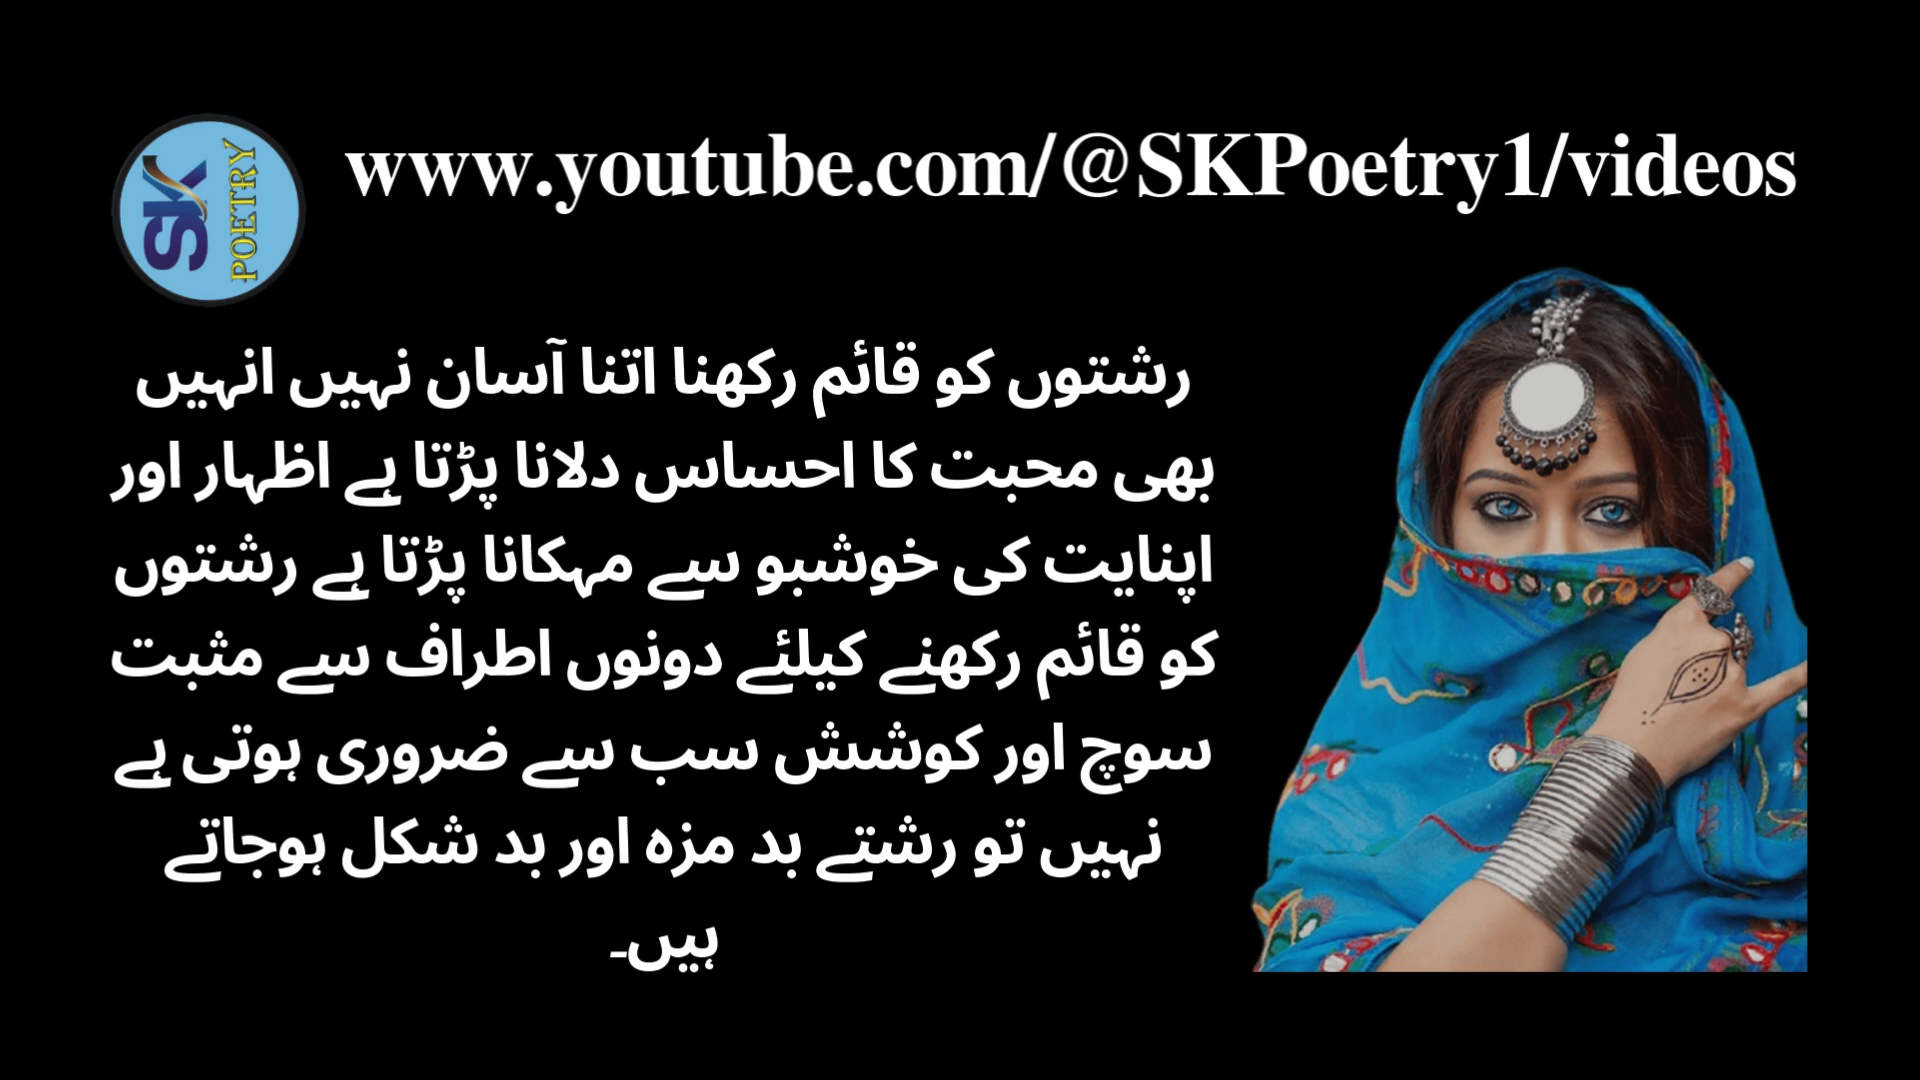 SK
POETRY
www.youtube.com/@SKPoetry1/videos
رشتوں کو قائم رکھنا اتنا آسان نہیں انہیں
بھی محبت کا احساس دلانا پڑتا ہے اظہار اور
اپنایت کی خوشبو سے مہکانا پڑتا ہے رشتوں
کو قائم رکھنے کیلئے دونوں اطراف سے مثبت
سوچ اور کوشش سب سے ضروری ہوتی ہے
نہیں تو رشتے بد مزہ اور بد شکل ہوجاتے
ہیں۔